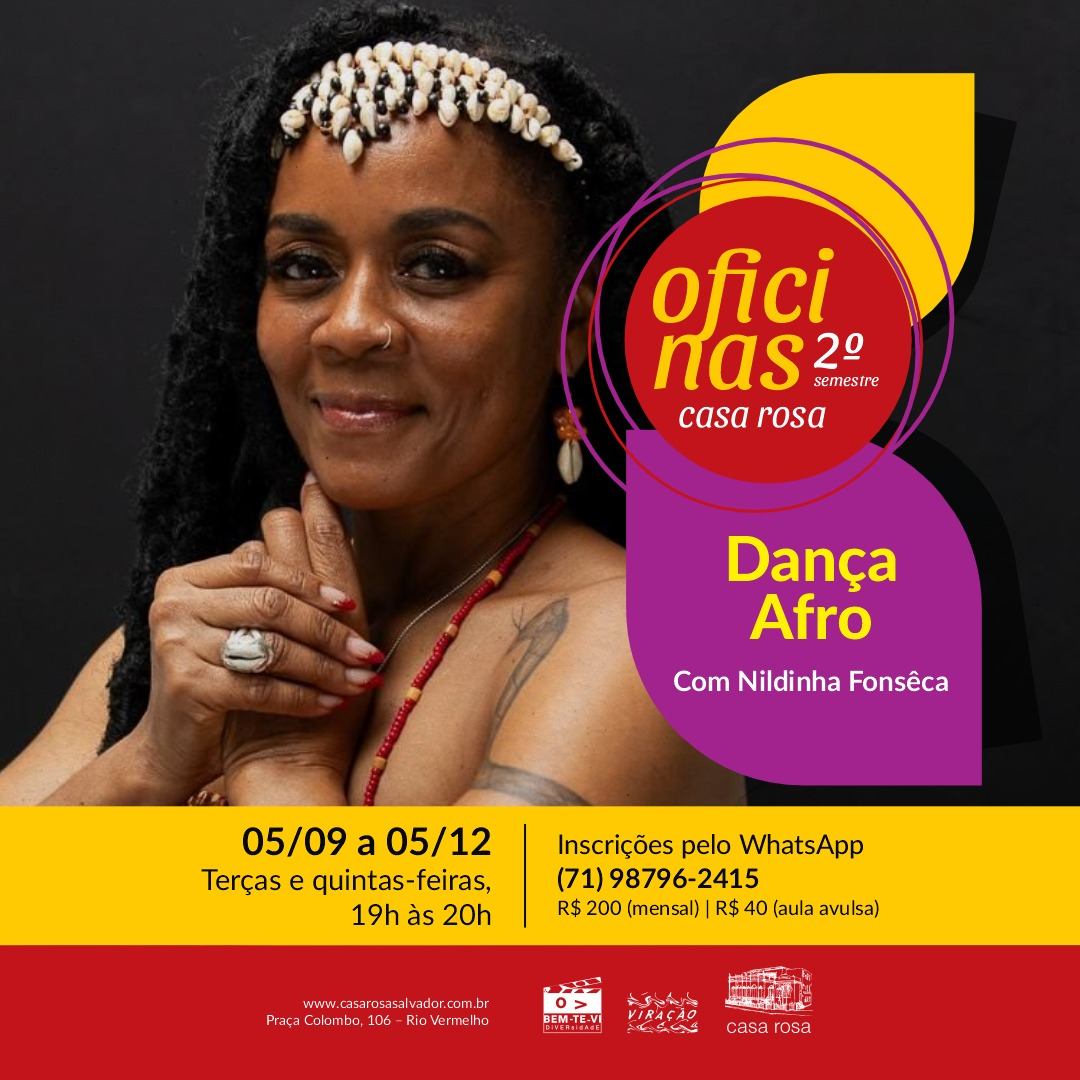 ofici
nas 2º
semestre
casa rosa
Dança
Afro
Com Nildinha Fonsêca
05/09 a 05/12
Terças e quintas-feiras,
19h às 20h
Inscrições pelo WhatsApp
(71) 98796-2415
R$ 200 (mensal) | R$ 40 (aula avulsa)
www.casarosasalvador.com.br
Praça Colombo, 106 – Rio Vermelho
BEM-TE-VI
DiVERsidAdE
VIRAÇÃO
casa rosa